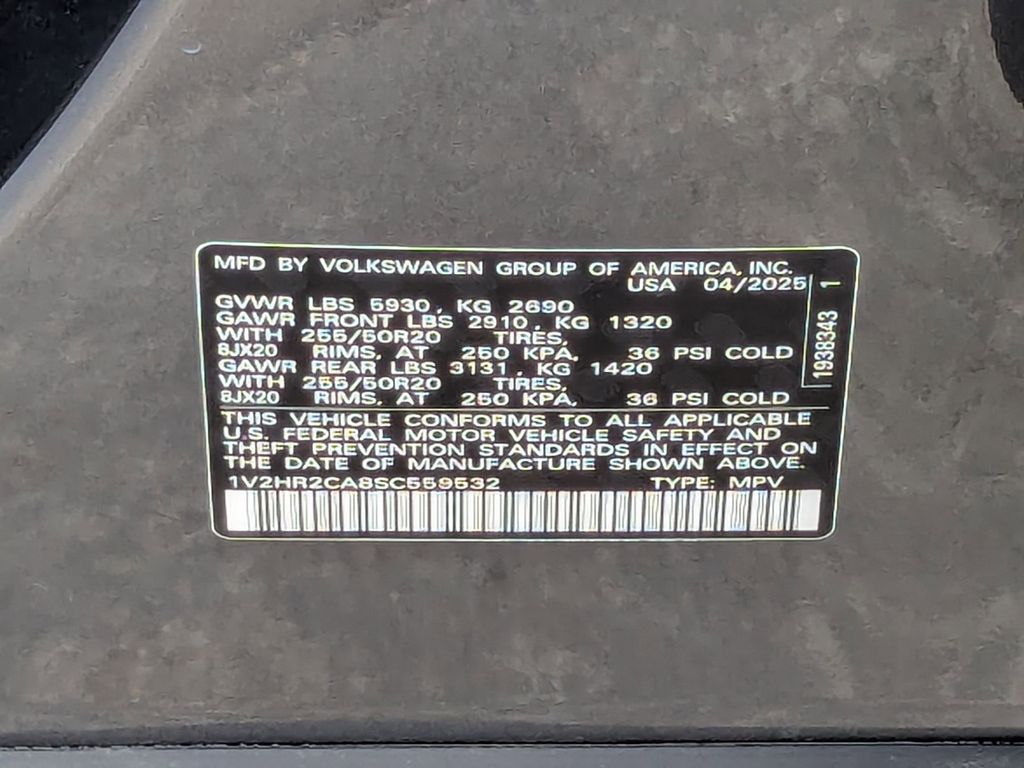 MFD BY VOLKSWAGEN GROUP OF AMERICA, INC.
USA 04/2025
GVWR LBS 5930, KG 2690
GAWR FRONT LBS 2910, KG 1320
WITH 255/50R20 TIRES,
8JX20 RIMS, AT 250 KPA, 36 PSI COLD
GAWR REAR LBS 3131, KG 1420
WITH 255/50R20 TIRES,
8JX20 RIMS, AT 250 KPA, 36 PSI COLD
THIS VEHICLE CONFORMS TO ALL APPLICABLE
U.S. FEDERAL MOTOR VEHICLE SAFETY AND
THEFT PREVENTION STANDARDS IN EFFECT ON
THE DATE OF MANUFACTURE SHOWN ABOVE.
1V2HR2CA8SC559532 TYPE: MPV
1938343 1